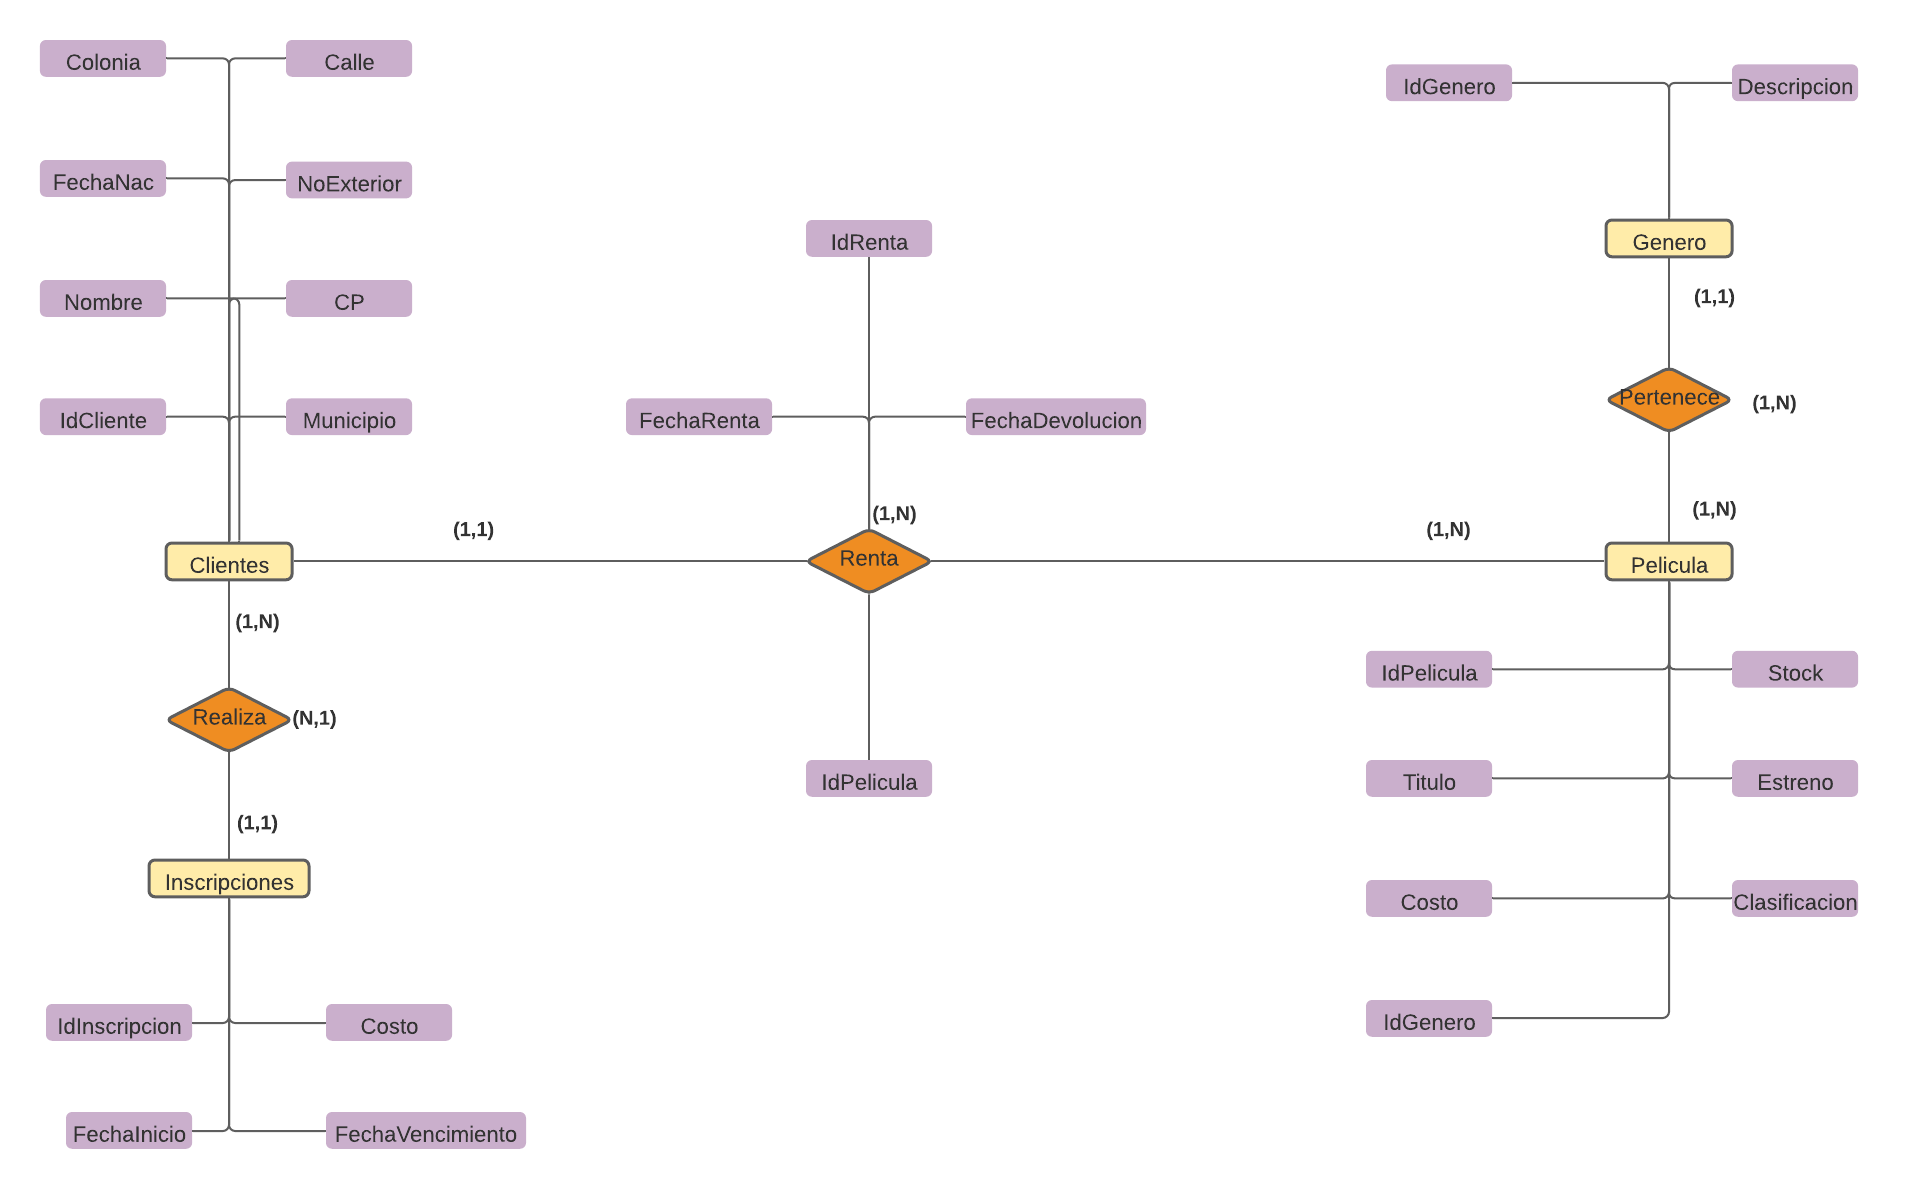 Colonia
Calle
IdGenero
Descripcion
FechaNac
NoExterior
IdRenta
Genero
Nombre
CP
(1,1)
IdCliente
Municipio
FechaRenta
FechaDevolucion
Pertenece
(1,N)
(1,1)
(1,N)
(1,N)
(1,N)
Clientes
Renta
Pelicula
(1,N)
IdPelicula
Stock
Realiza
(N,1)
IdPelicula
Titulo
Estreno
(1,1)
Inscripciones
Costo
Clasificacion
IdInscripcion
Costo
IdGenero
FechaInicio
FechaVencimiento